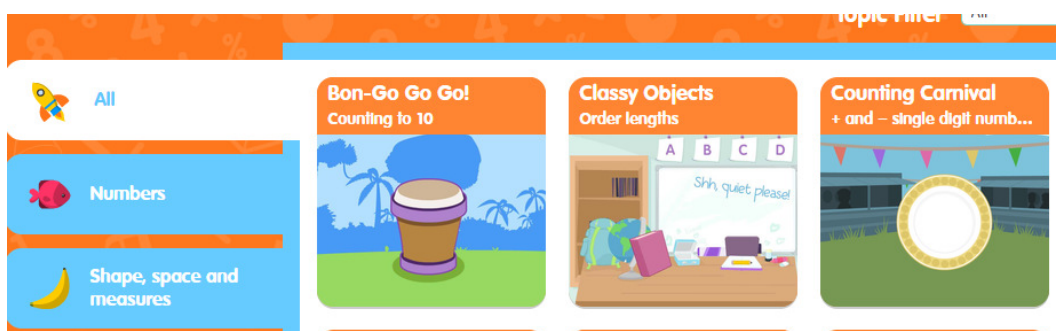 Topic Filter All
All
Numbers
Shape, space and
measures
Bon-Go Go Go!
Counting to 10
Classy Objects
Order lengths
A B C D
Shh, quiet please!
Counting Carnival
+ and – single digit numb...